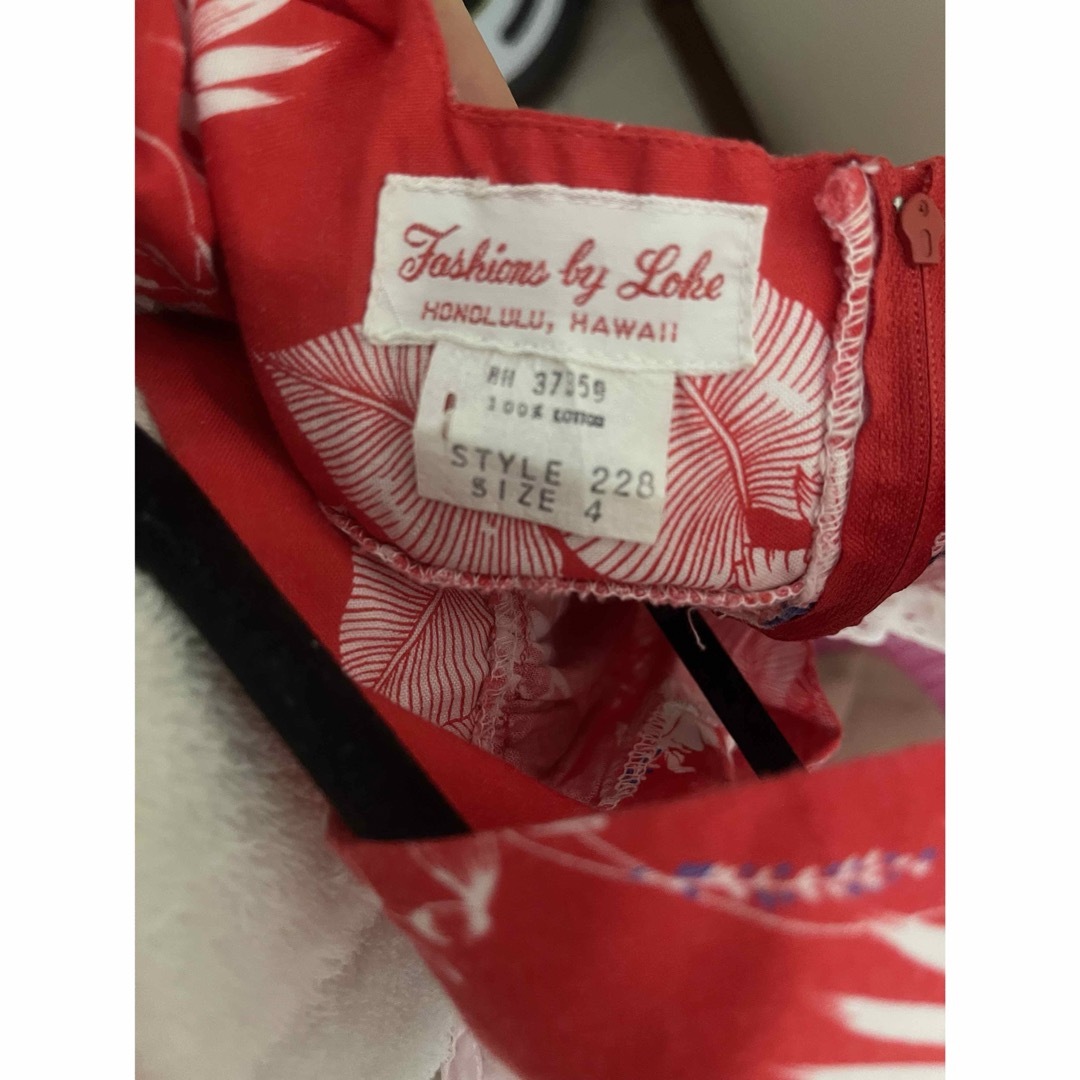 Fashions by Loke
HONOLULU, HAWAII
RN 37359
100% COTTON
STYLE 228
SIZE 4